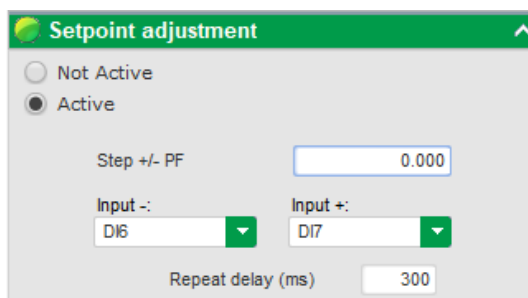 Setpoint adjustment
Not Active
Active
Step +/- PF 0.000
Input -: Input +:
DI6 DI7
Repeat delay (ms) 300